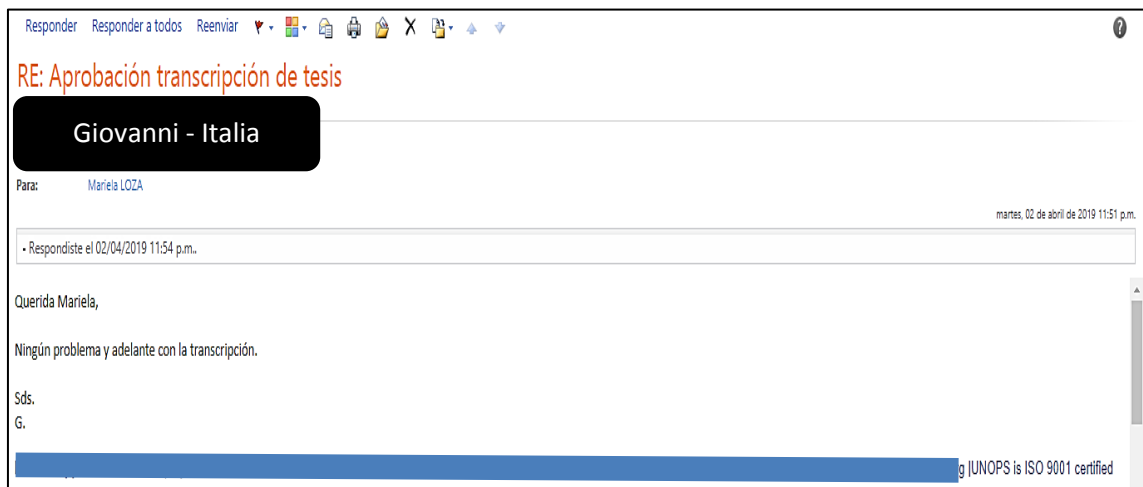 Responder Responder a todos Reenviar
RE: Aprobación transcripción de tesis
Giovanni - Italia
Para: Mariela LOZA
martes, 02 de abril de 2019 11:51 p.m.
- Respondiste el 02/04/2019 11:54 p.m..
Querida Mariela,
Ningún problema y adelante con la transcripción.
Sds.
G.
g |UNOPS is ISO 9001 certified